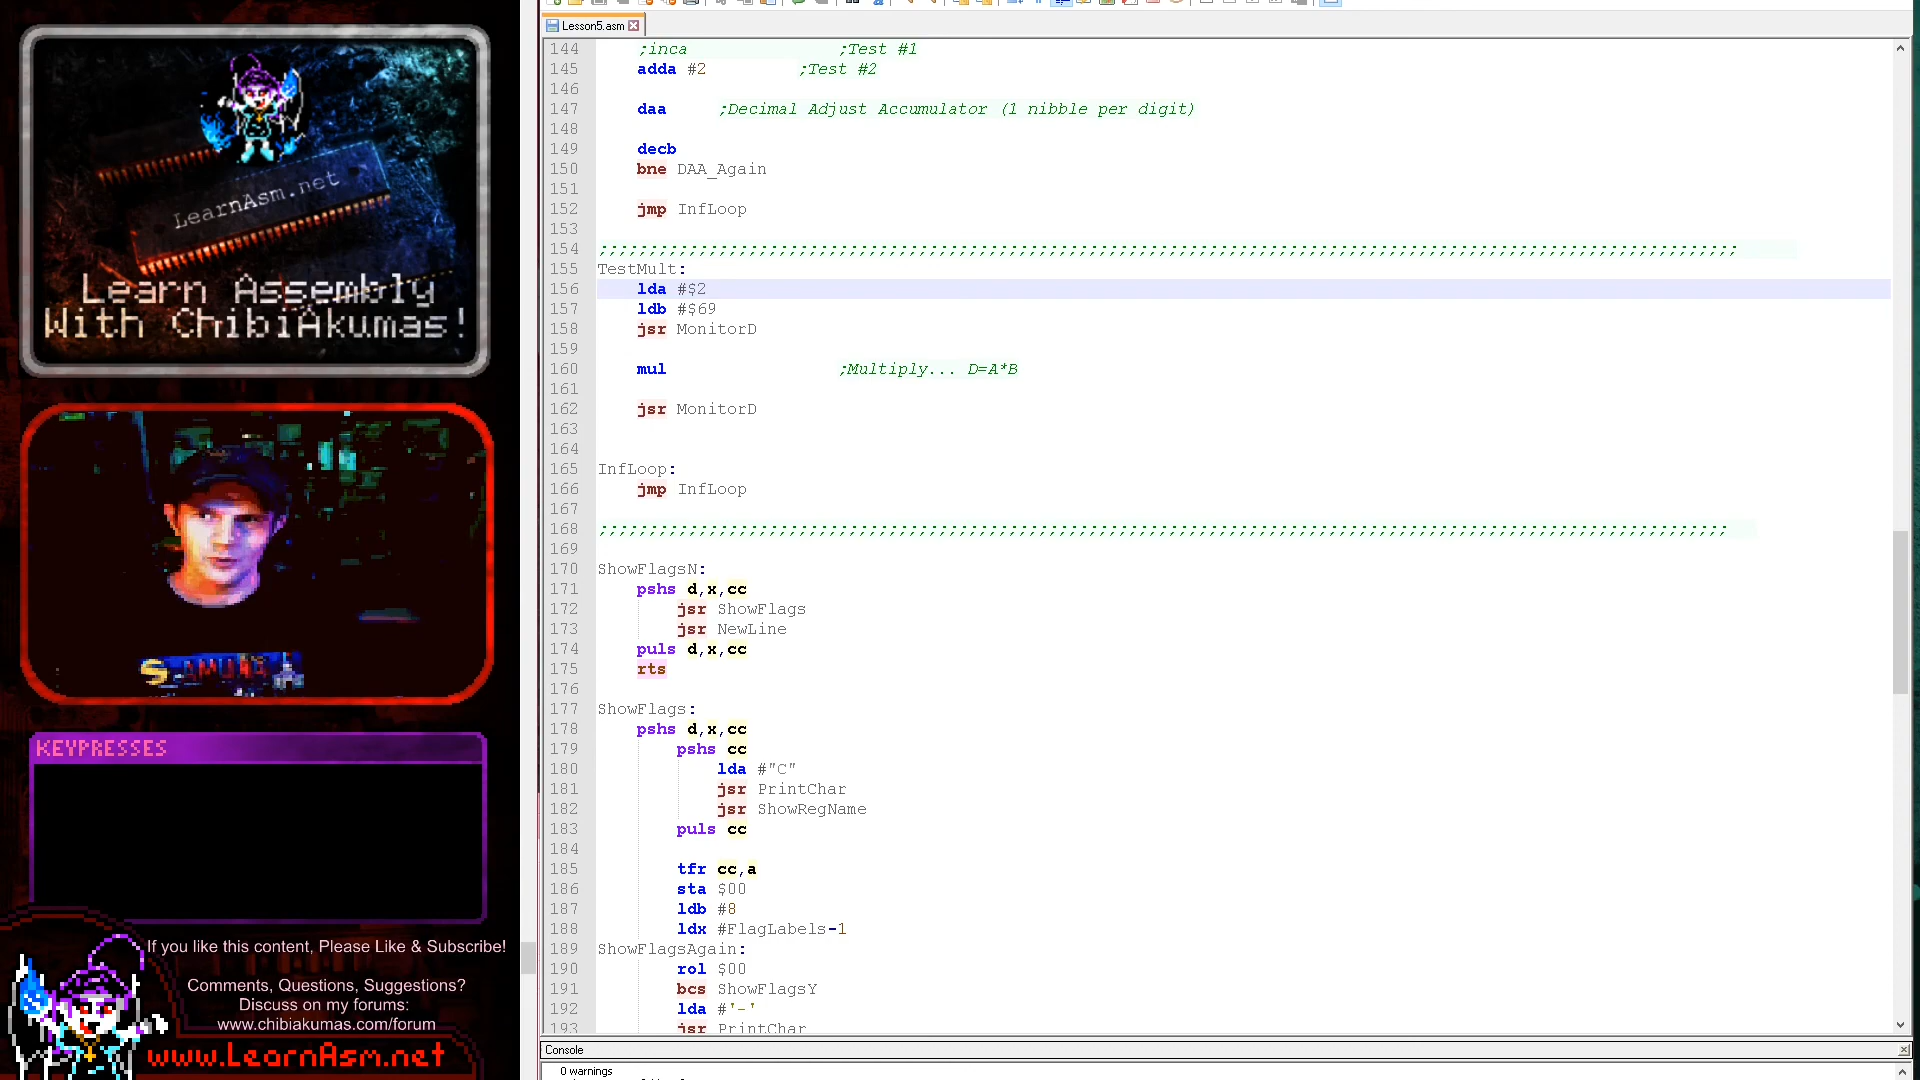 LearnAsm.net
Learn Assembly
With ChibiAkumas!
KEYPRESSES
If you like this content, Please Like & Subscribe!
Comments, Questions, Suggestions?
Discuss on my forums:
www.chibiakumas.com/forum
www.LearnAsm.net
Lesson5.asm
144 ;inca ;Test #1
145 adda #2 ;Test #2
146
147 daa ;Decimal Adjust Accumulator (1 nibble per digit)
148
149 decb
150 bne DAA_Again
151
152 jmp InfLoop
153
154 ;;;;;;;;;;;;;;;;;;;;;;;;;;;;;;;;;;;;;;;;;;;;;;;;;;;;;;;;;;;;;;;;;;;;;;;;;;;;;;;;;;;;;;;;;;;;;;;;;;;;;;;;;;;;;;;;;;
155 TestMult:
156 lda #$2
157 ldb #$69
158 jsr MonitorD
159
160 mul ;Multiply... D=A*B
161
162 jsr MonitorD
163
164
165 InfLoop:
166 jmp InfLoop
167
168 ;;;;;;;;;;;;;;;;;;;;;;;;;;;;;;;;;;;;;;;;;;;;;;;;;;;;;;;;;;;;;;;;;;;;;;;;;;;;;;;;;;;;;;;;;;;;;;;;;;;;;;;;;;;;;;;;;
169
170 ShowFlagsN:
171 pshs d,x,cc
172 jsr ShowFlags
173 jsr NewLine
174 puls d,x,cc
175 rts
176
177 ShowFlags:
178 pshs d,x,cc
179 pshs cc
180 lda #"C"
181 jsr PrintChar
182 jsr ShowRegName
183 puls cc
184
185 tfr cc,a
186 sta $00
187 ldb #8
188 ldx #FlagLabels-1
189 ShowFlagsAgain:
190 rol $00
191 bcs ShowFlagsY
192 lda #'-'
193 jsr PrintChar
Console
0 warnings